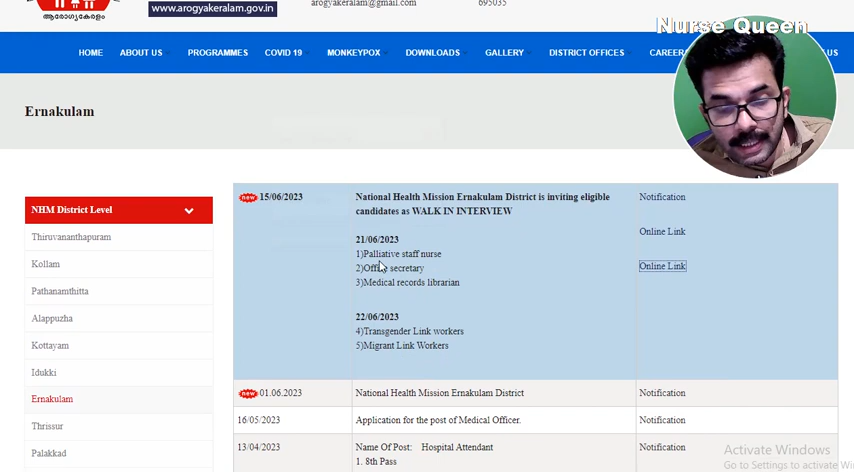 ആരോഗ്യകേരളം
www.arogyakeralam.gov.in
arogyakeralam@gmail.com
695035
Nurse Queen
HOME
ABOUT US
PROGRAMMES
COVID 19
MONKEYPOX
DOWNLOADS
GALLERY
DISTRICT OFFICES
CAREER
US
Ernakulam
NHM District Level
Thiruvananthapuram
Kollam
Pathanamthitta
Alappuzha
Kottayam
Idukki
Ernakulam
Thrissur
Palakkad
new 15/06/2023
National Health Mission Ernakulam District is inviting eligible
candidates as WALK IN INTERVIEW
21/06/2023
1)Palliative staff nurse
2)Office secretary
3)Medical records librarian
22/06/2023
4)Transgender Link workers
5)Migrant Link Workers
Notification
Online Link
Online Link
new 01.06.2023
National Health Mission Ernakulam District
Notification
16/05/2023
Application for the post of Medical Officer.
Notification
13/04/2023
Name Of Post: Hospital Attendant
1. 8th Pass
Notification
Activate Windows
Go to Settings to activate Wi